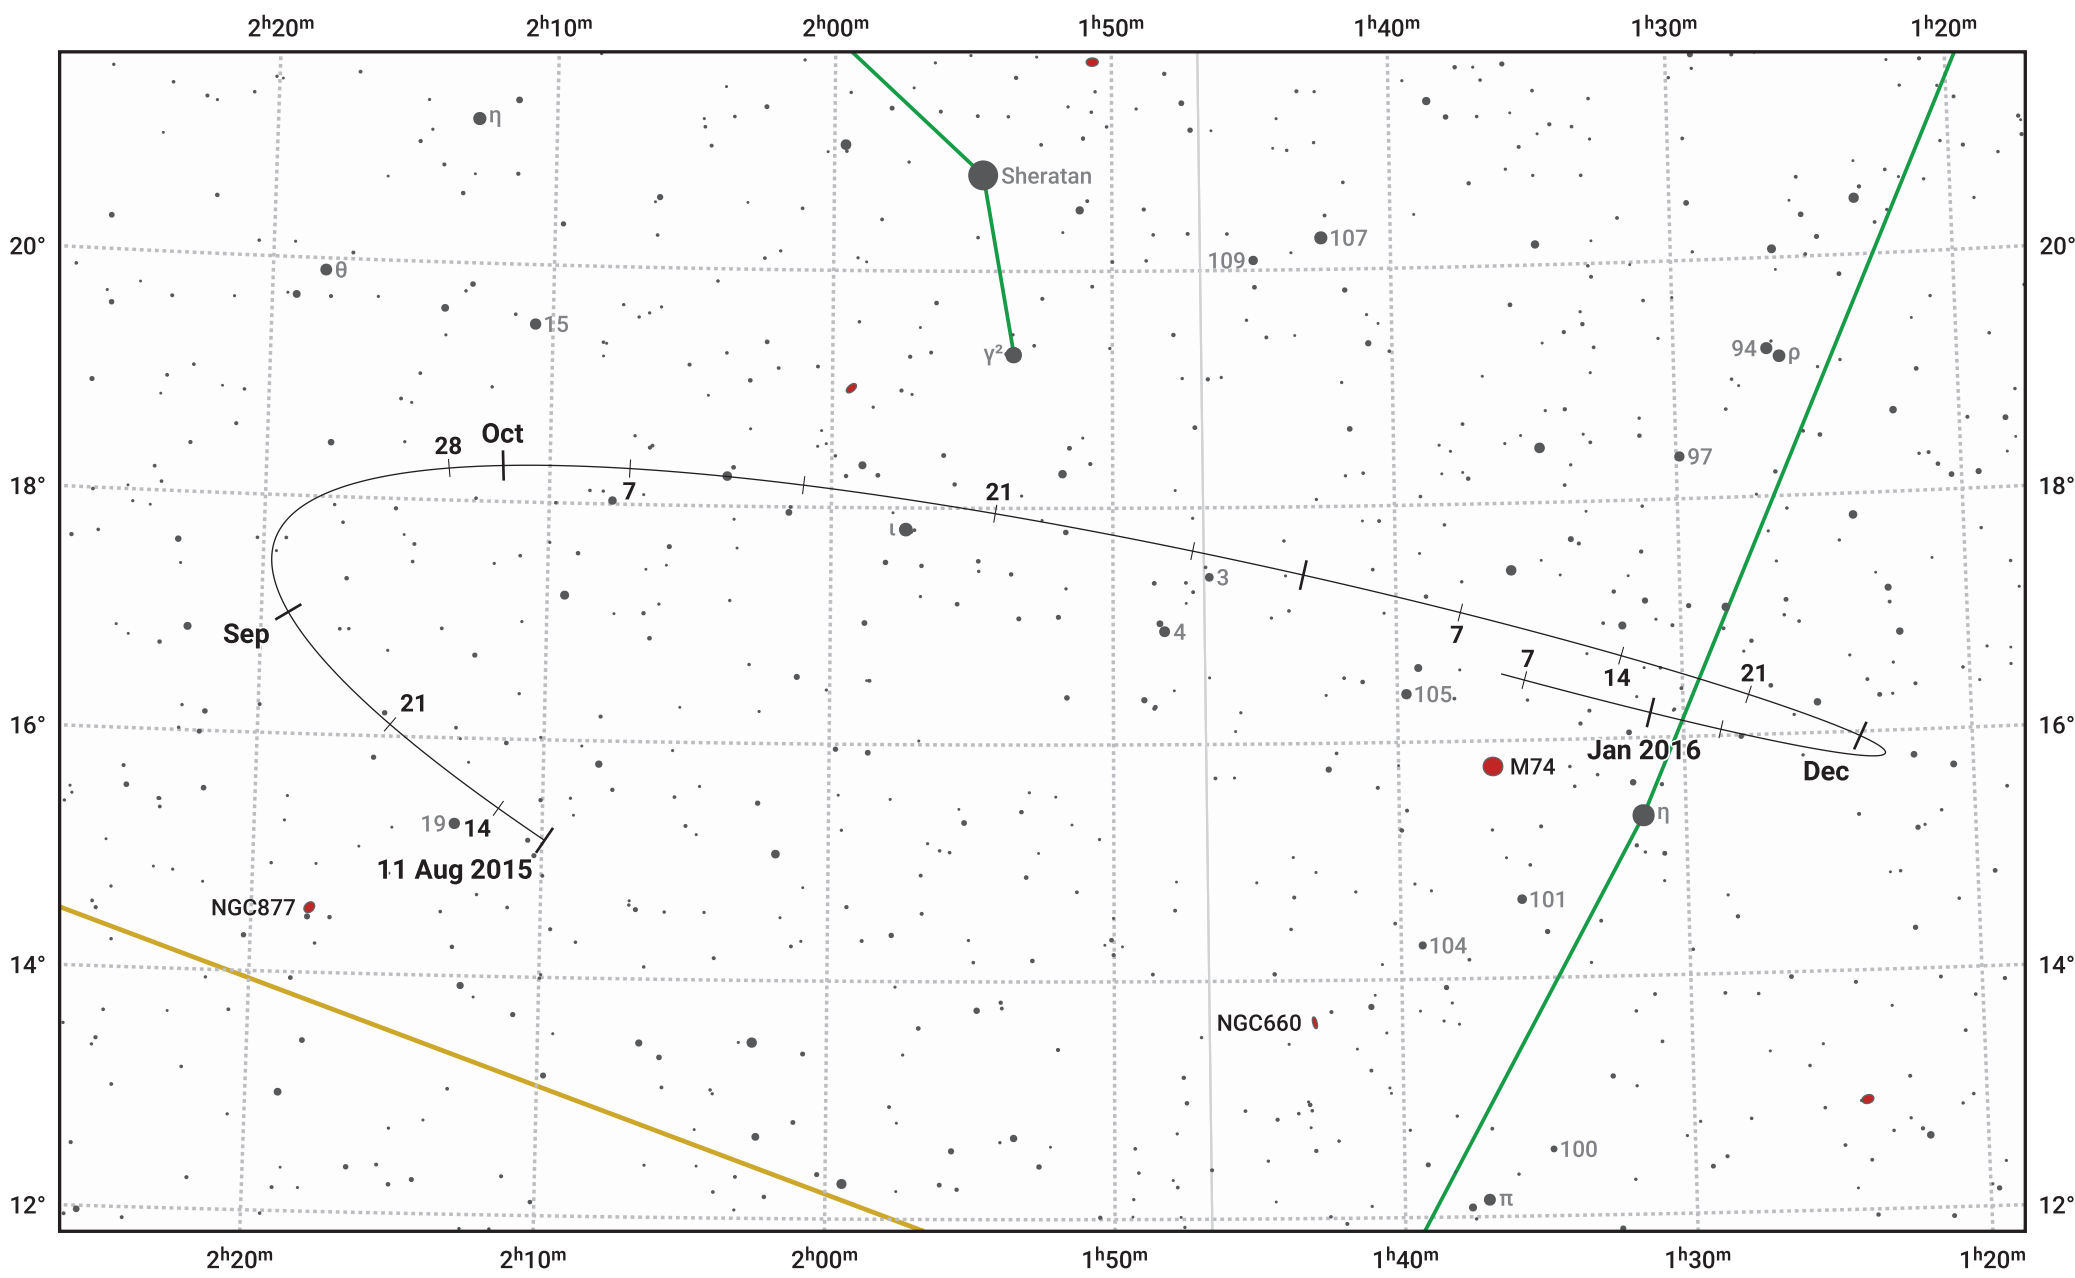 2ʰ20ᵐ 2ʰ10ᵐ 2ʰ00ᵐ 1ʰ50ᵐ 1ʰ40ᵐ 1ʰ30ᵐ 1ʰ20ᵐ
η
Sheratan
107
20° 20°
109
θ
15
γ²
94 ρ
Oct
28
97
18° 7 21 18°
ι
3
Sep 4 7
7
14 21
105
21
16° 16°
Jan 2016
M74 Dec
η
19 14
11 Aug 2015
101
NGC877
104
14° 14°
NGC660
100
π
12° 12°
2ʰ20ᵐ 2ʰ10ᵐ 2ʰ00ᵐ 1ʰ50ᵐ 1ʰ40ᵐ 1ʰ30ᵐ 1ʰ20ᵐ